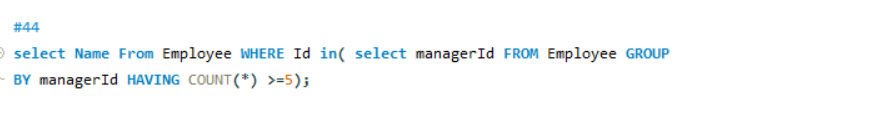 #44
select Name From Employee WHERE Id in( select managerId FROM Employee GROUP
BY managerId HAVING COUNT(*) >=5);